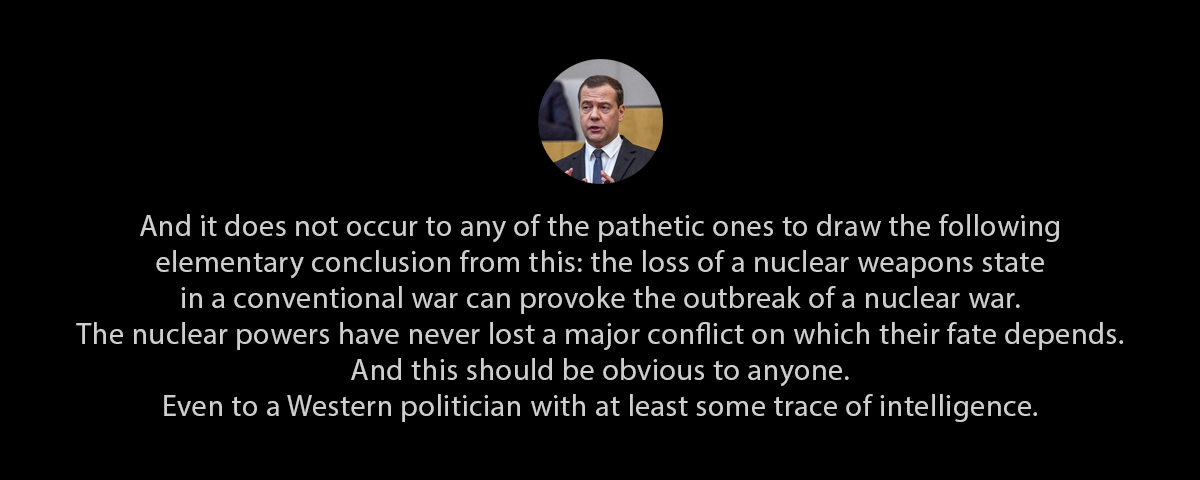 And it does not occur to any of the pathetic ones to draw the following
elementary conclusion from this: the loss of a nuclear weapons state
in a conventional war can provoke the outbreak of a nuclear war.
The nuclear powers have never lost a major conflict on which their fate depends.
And this should be obvious to anyone.
Even to a Western politician with at least some trace of intelligence.